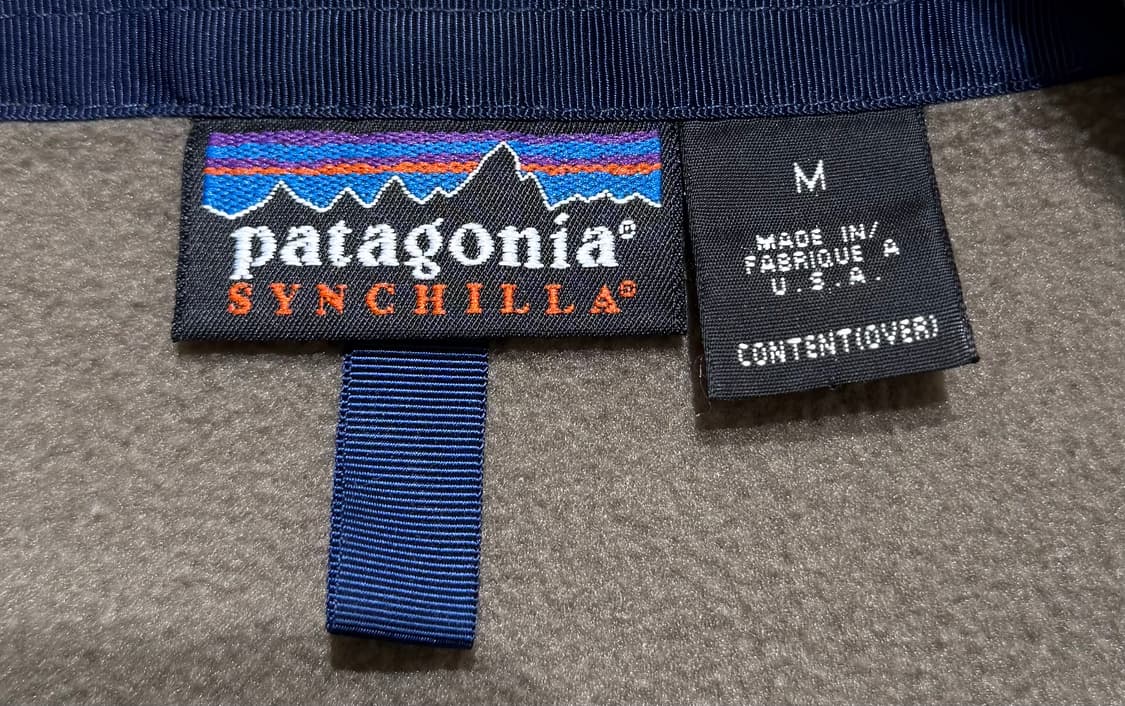 patagonia®
SYNCHILLA®
M
MADE IN/
FABRIQUE A
U.S.A.
CONTENT(OVER)